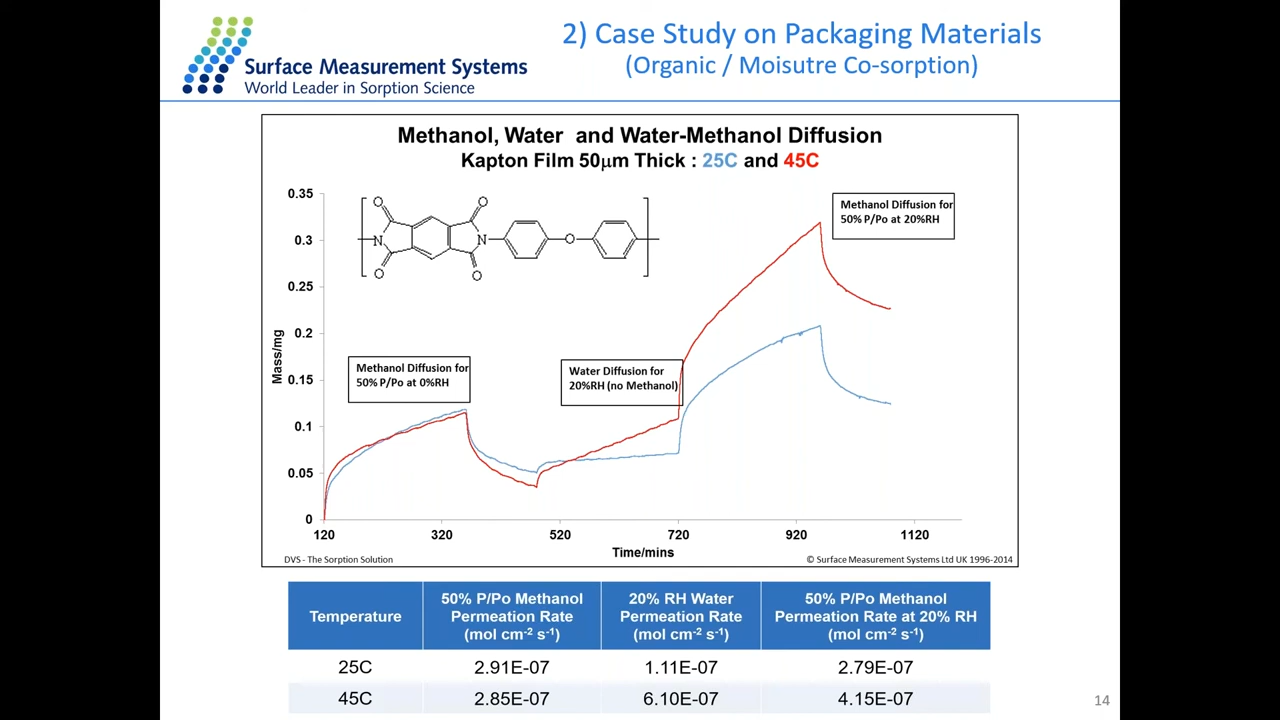 2) Case Study on Packaging Materials
(Organic / Moisutre Co-sorption)
Surface Measurement Systems
World Leader in Sorption Science
Methanol, Water and Water-Methanol Diffusion
Kapton Film 50µm Thick : 25C and 45C
Mass/mg
0.35
0.3
0.25
0.2
0.15
0.1
0.05
0
O
O
N
N
O
O
O
Methanol Diffusion for
50% P/Po at 0%RH
Water Diffusion for
20%RH (no Methanol)
Methanol Diffusion for
50% P/Po at 20%RH
120 320 520 720 920 1120
Time/mins
DVS - The Sorption Solution
© Surface Measurement Systems Ltd UK 1996-2014
Temperature
50% P/Po Methanol
Permeation Rate
(mol cm-2 s-1)
20% RH Water
Permeation Rate
(mol cm-2 s-1)
50% P/Po Methanol
Permeation Rate at 20% RH
(mol cm-2 s-1)
25C 2.91E-07 1.11E-07 2.79E-07
45C 2.85E-07 6.10E-07 4.15E-07
14